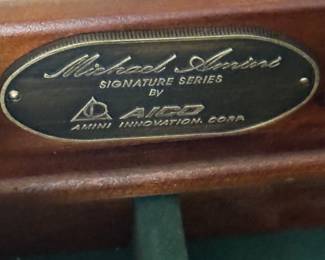 Michael Amini
SIGNATURE SERIES
BY
AICO
AMINI INNOVATION. CORP.